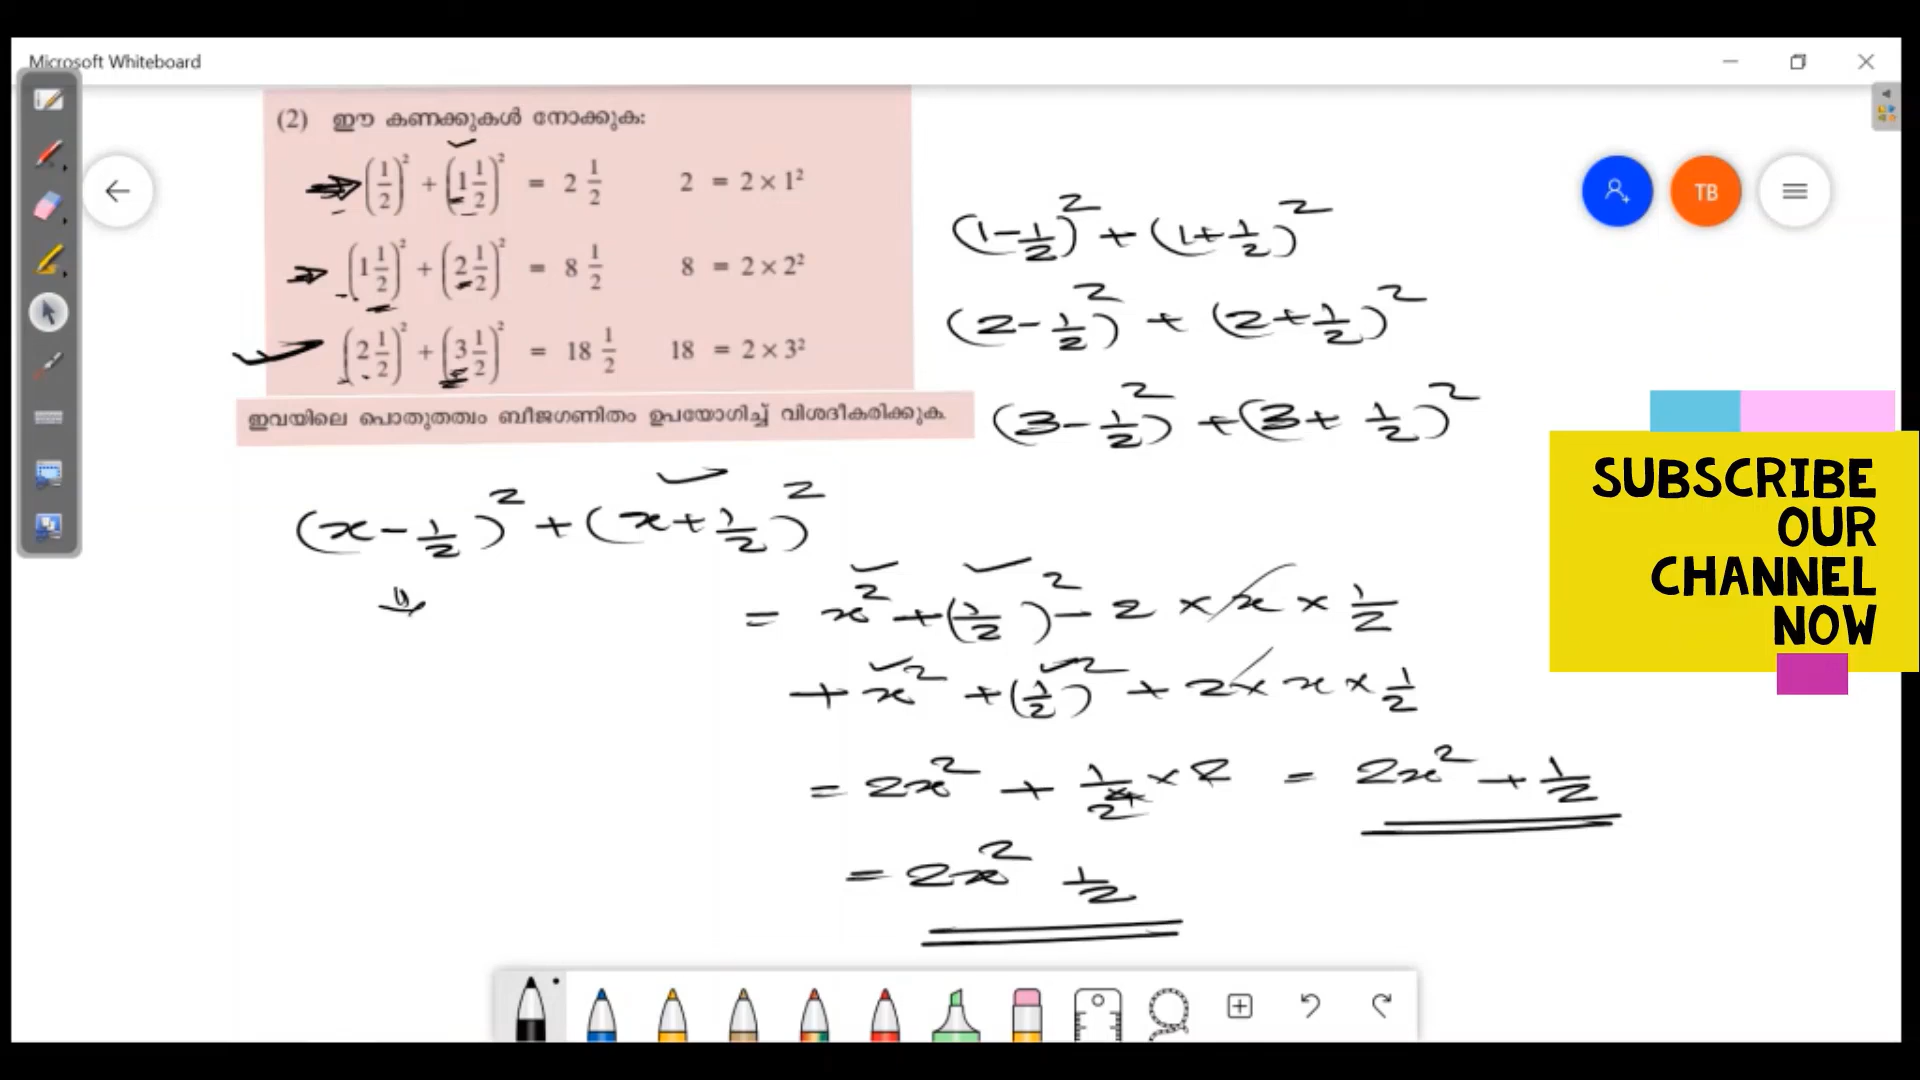 Microsoft Whiteboard
(2) ഈ കണക്കുകൾ നോക്കുക:
(1/2)² + (1 1/2)² = 2 1/2 2 = 2 × 1²
(1 1/2)² + (2 1/2)² = 8 1/2 8 = 2 × 2²
(2 1/2)² + (3 1/2)² = 18 1/2 18 = 2 × 3²
ഇവയിലെ പൊതുതത്വം ബീജഗണിതം ഉപയോഗിച്ച് വിശദീകരിക്കുക.
(1-1/2)² + (1+1/2)²
(2-1/2)² + (2+1/2)²
(3-1/2)² + (3+1/2)²
TB
SUBSCRIBE
OUR
CHANNEL
NOW
(x-1/2)² + (x+1/2)²
= x² + (1/2)² - 2 × x × 1/2
+ x² + (1/2)² + 2 × x × 1/2
= 2x² + 1/4 × 2 = 2x² + 1/2
= 2x² 1/2